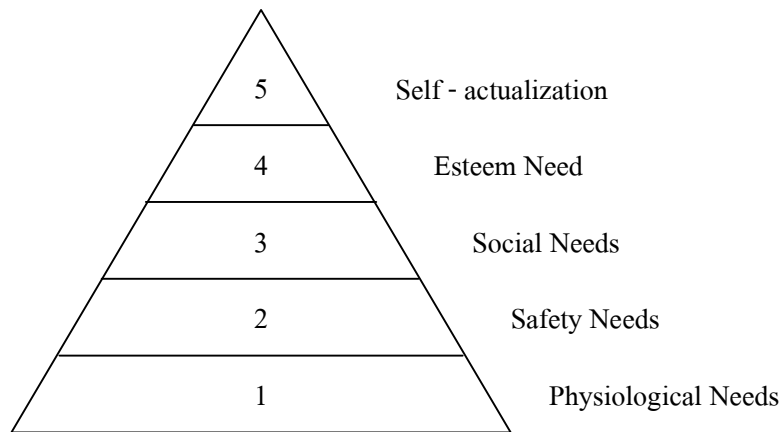 5 Self - actualization
4 Esteem Need
3 Social Needs
2 Safety Needs
1 Physiological Needs